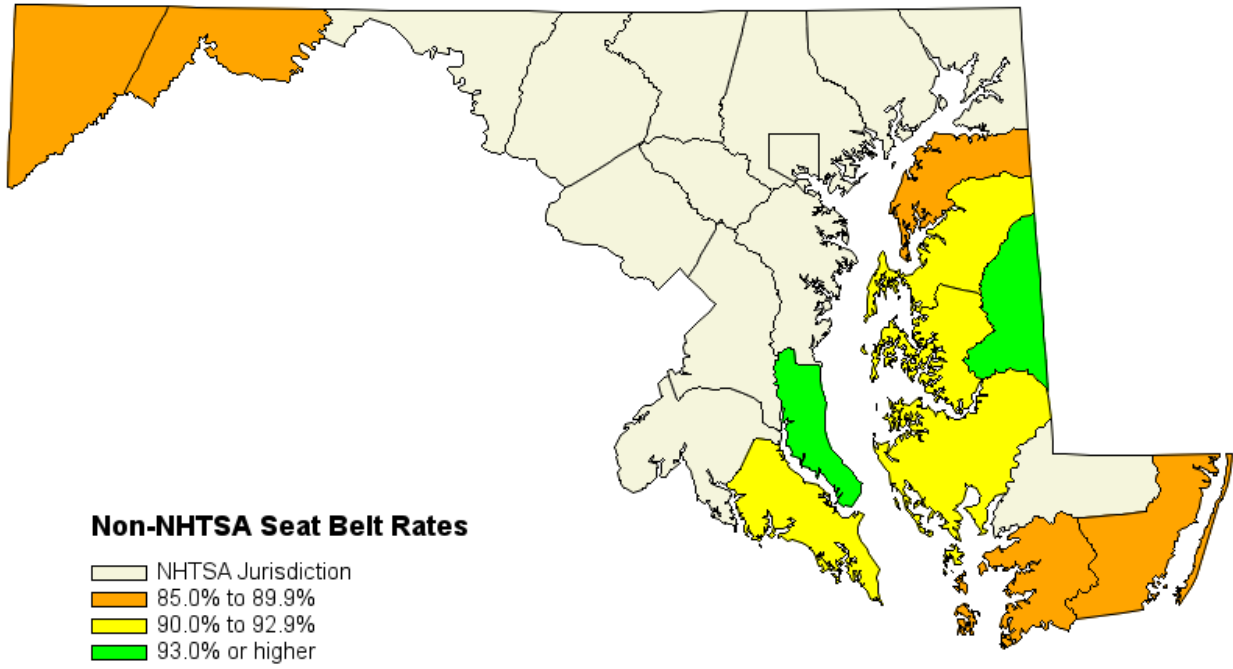 Non-NHTSA Seat Belt Rates
NHTSA Jurisdiction
85.0% to 89.9%
90.0% to 92.9%
93.0% or higher